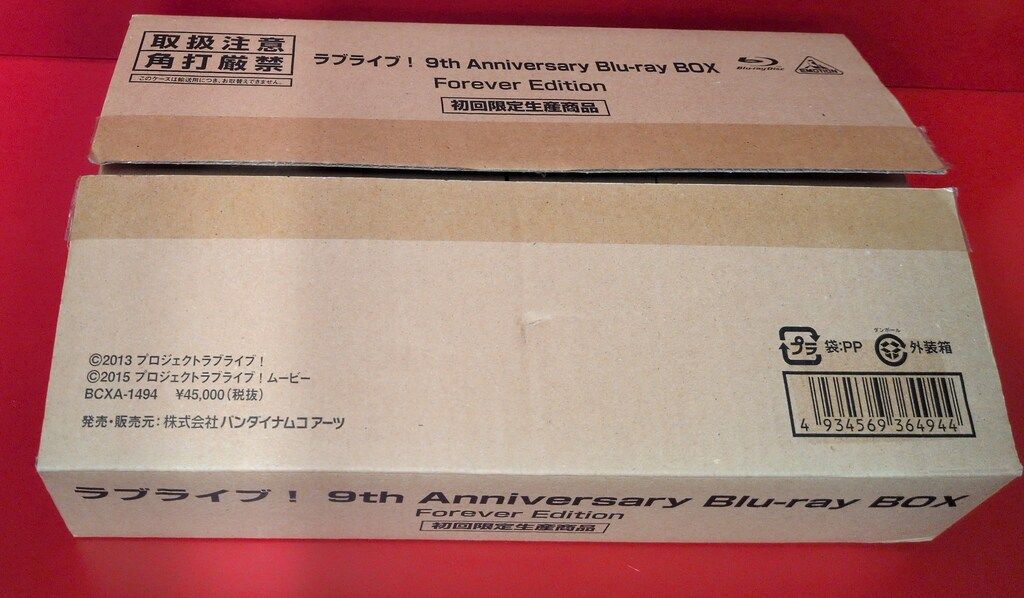 取扱注意
角打厳禁
このケースは輸送用につき、お取替えできません。
ラブライブ！ 9th Anniversary Blu-ray BOX
Forever Edition
初回限定生産商品
Blu-ray Disc
EMOTION
©2013 プロジェクトラブライブ！
©2015 プロジェクトラブライブ！ムービー
BCXA-1494 ¥45,000（税抜）
発売・販売元：株式会社バンダイナムコアーツ
プラ 袋:PP
ダンボール
外装箱
4 934569 364944
ラブライブ！ 9th Anniversary Blu-ray BOX
Forever Edition
初回限定生産商品